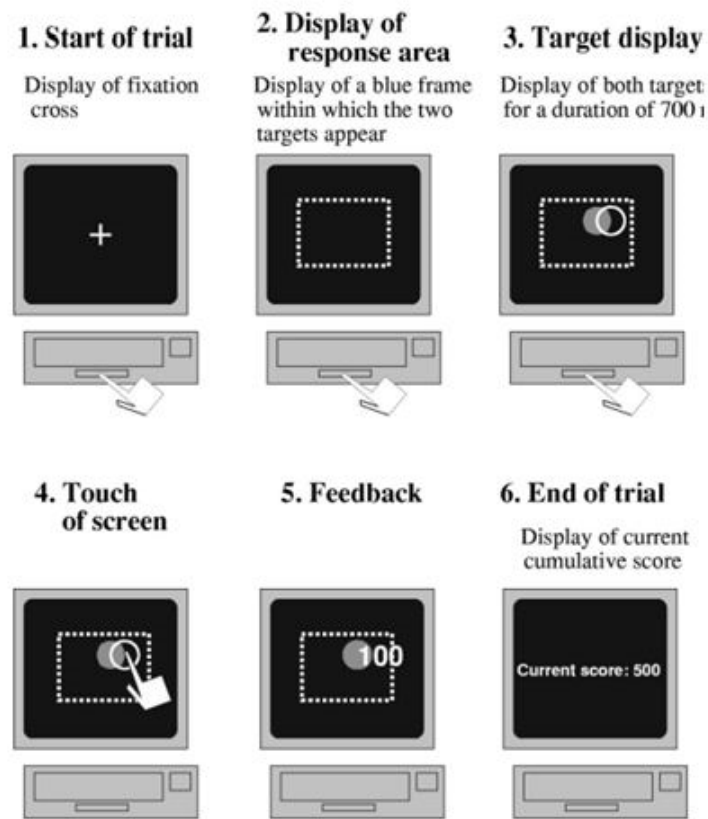 1. Start of trial
Display of fixation
cross
2. Display of
response area
Display of a blue frame
within which the two
targets appear
3. Target display
Display of both target
for a duration of 700
4. Touch
of screen
5. Feedback
100
6. End of trial
Display of current
cumulative score
Current score: 500